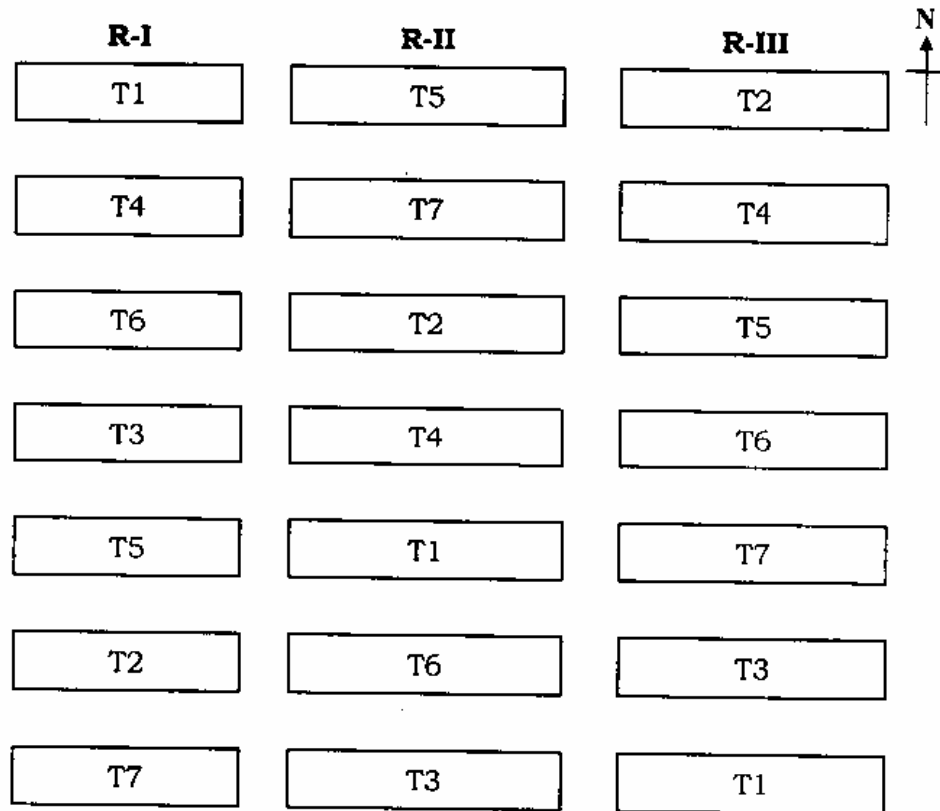 N
R-I R-II R-III
T1 T5 T2
T4 T7 T4
T6 T2 T5
T3 T4 T6
T5 T1 T7
T2 T6 T3
T7 T3 T1